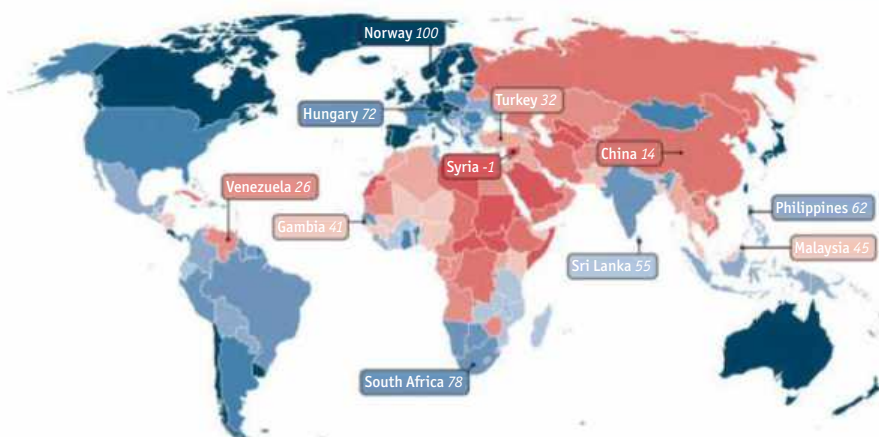 Norway 100
Turkey 32
Hungary 72
China 14
Syria -1
Venezuela 26
Philippines 62
Gambia 41
Malaysia 45
Sri Lanka 55
South Africa 78